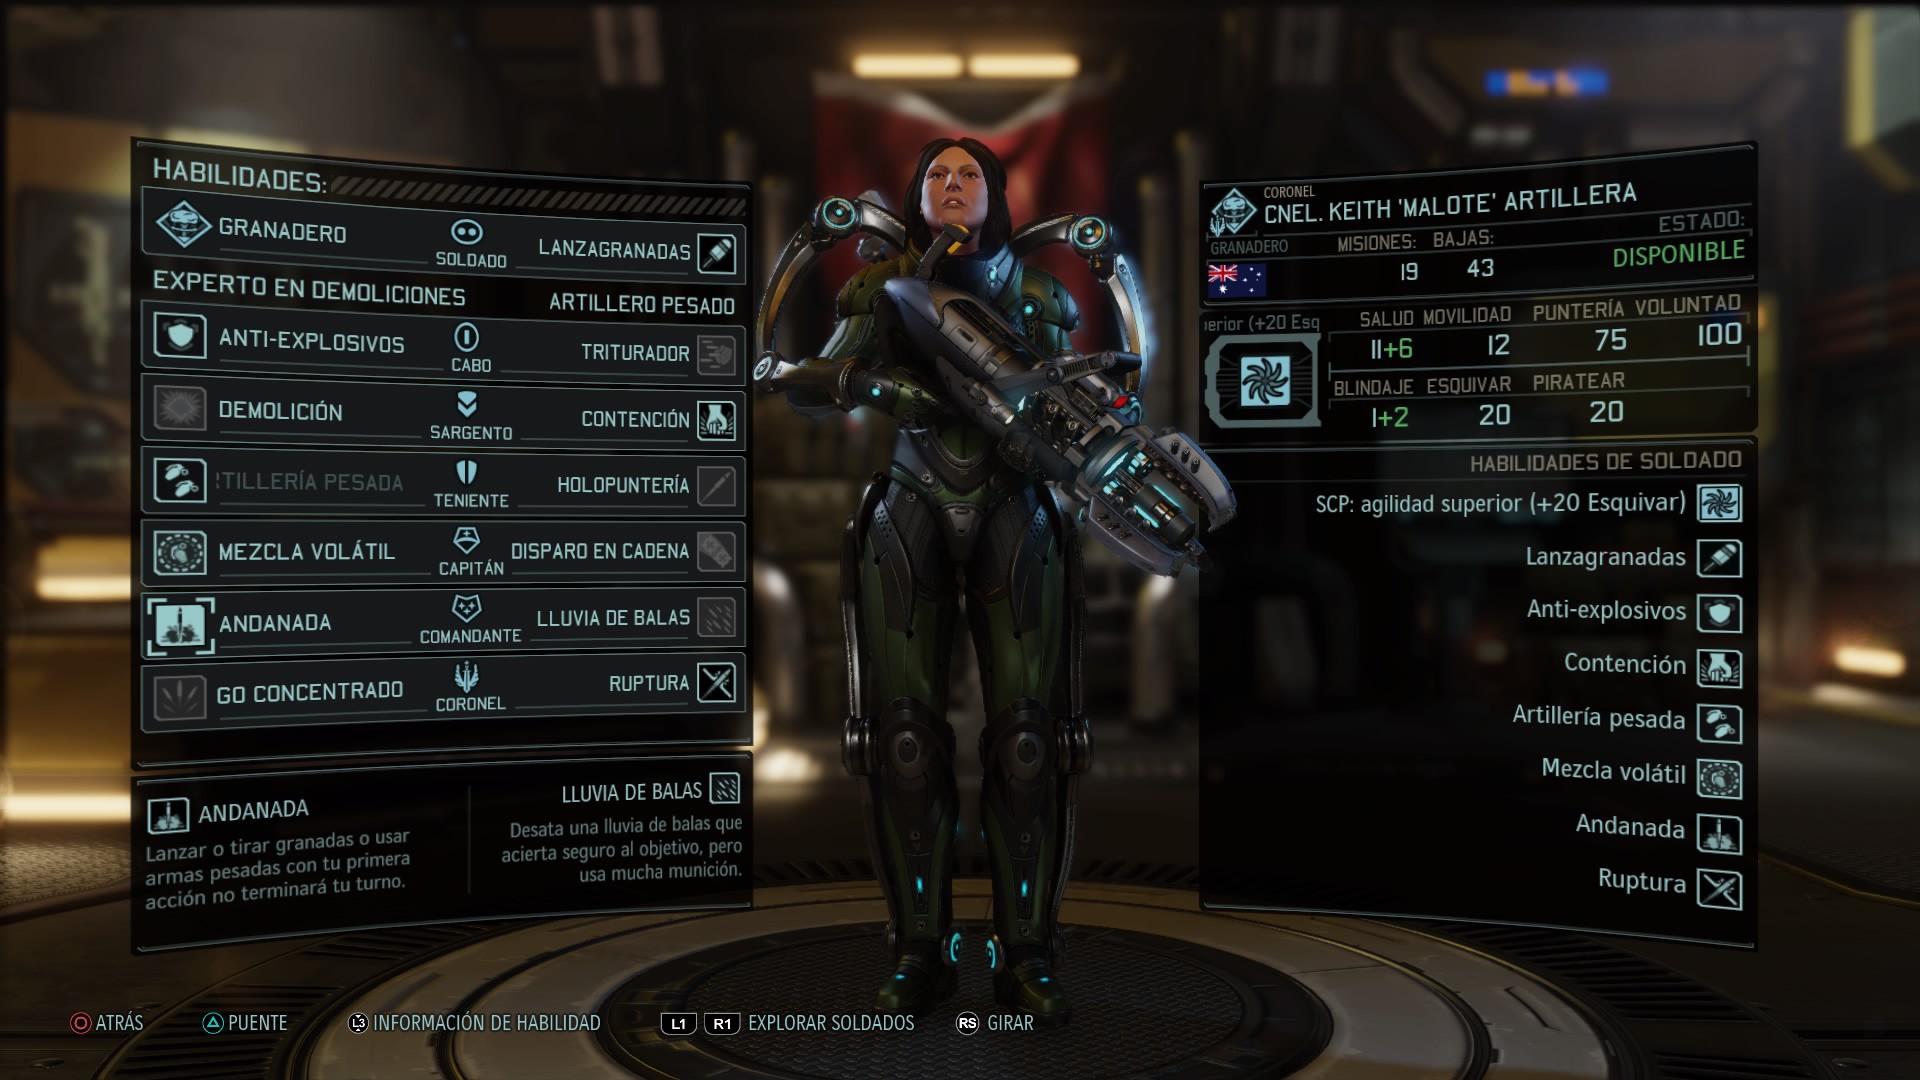 HABILIDADES:
GRANADERO
SOLDADO
LANZAGRANADAS
EXPERTO EN DEMOLICIONES
ARTILLERO PESADO
ANTI-EXPLOSIVOS
CABO
TRITURADOR
DEMOLICIÓN
SARGENTO
CONTENCIÓN
TILLERÍA PESADA
TENIENTE
HOLOPUNTERÍA
MEZCLA VOLÁTIL
CAPITÁN
DISPARO EN CADENA
ANDANADA
COMANDANTE
LLUVIA DE BALAS
GO CONCENTRADO
CORONEL
RUPTURA
ANDANADA
Lanzar o tirar granadas o usar
armas pesadas con tu primera
acción no terminará tu turno.
LLUVIA DE BALAS
Desata una lluvia de balas que
acierta seguro al objetivo, pero
usa mucha munición.
CORONEL
CNEL. KEITH 'MALOTE' ARTILLERA
GRANADERO
MISIONES: BAJAS:
ESTADO:
19 43
DISPONIBLE
erior (+20 Esq
SALUD MOVILIDAD PUNTERÍA VOLUNTAD
11+6 12 75 100
BLINDAJE ESQUIVAR PIRATEAR
1+2 20 20
HABILIDADES DE SOLDADO
SCP: agilidad superior (+20 Esquivar)
Lanzagranadas
Anti-explosivos
Contención
Artillería pesada
Mezcla volátil
Andanada
Ruptura
ATRÁS
PUENTE
L3 INFORMACIÓN DE HABILIDAD
L1 R1 EXPLORAR SOLDADOS
RS GIRAR